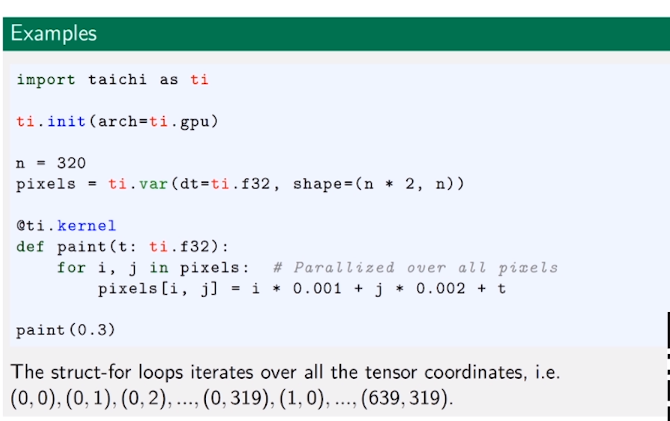 Examples
import taichi as ti
ti.init(arch=ti.gpu)
n = 320
pixels = ti.var(dt=ti.f32, shape=(n * 2, n))
@ti.kernel
def paint(t: ti.f32):
for i, j in pixels: # Parallized over all pixels
pixels[i, j] = i * 0.001 + j * 0.002 + t
paint(0.3)
The struct-for loops iterates over all the tensor coordinates, i.e.
(0, 0), (0, 1), (0, 2), ..., (0, 319), (1, 0), ..., (639, 319).